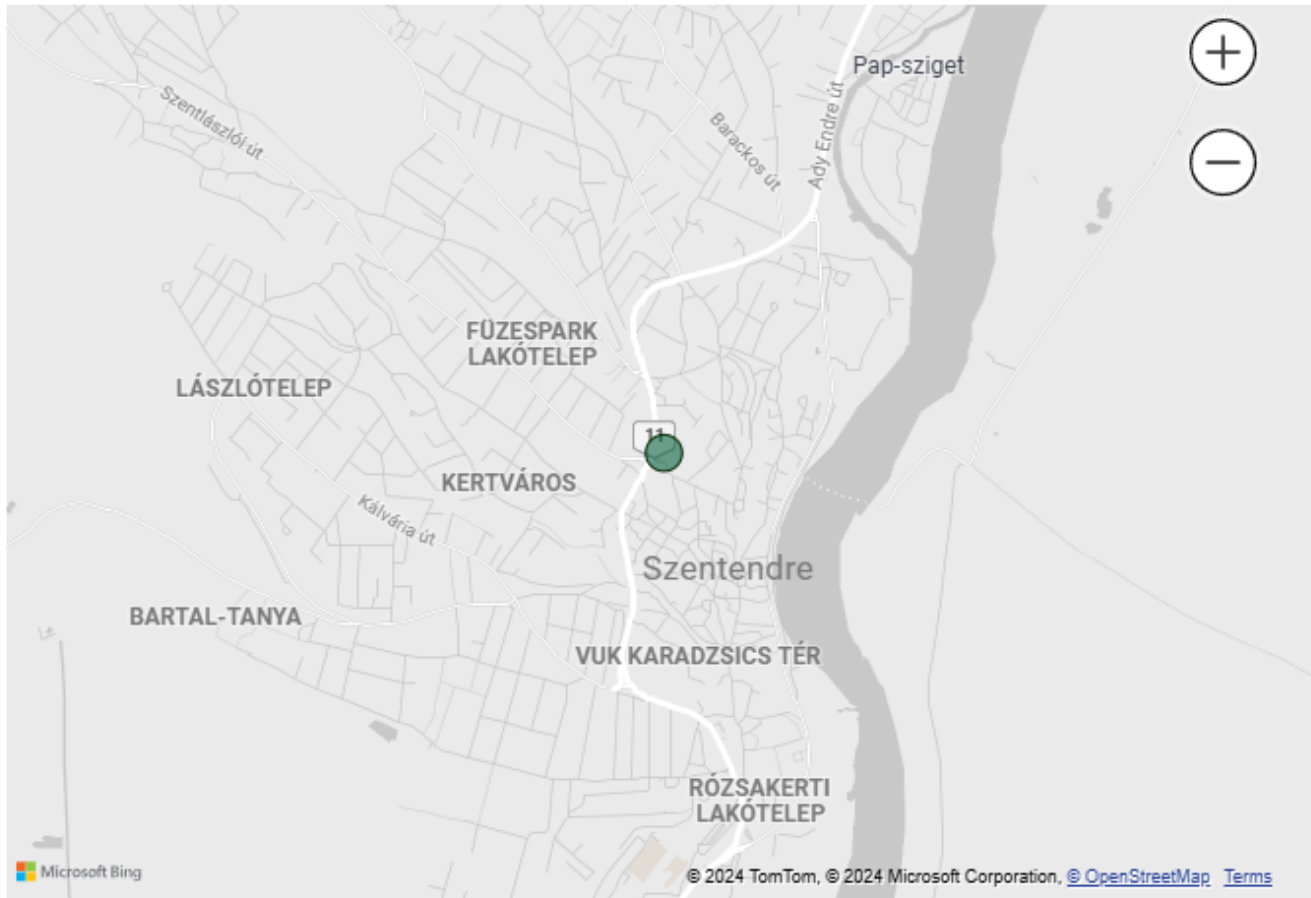 Pap-sziget
Szentlászlói út
Barackos út
Ady Endre út
FÜZESPARK
LAKÓTELEP
LÁSZLÓTELEP
11
KERTVÁROS
Kálvária út
Szentendre
BARTAL-TANYA
VUK KARADZSICS TÉR
RÓZSAKERTI
LAKÓTELEP
Microsoft Bing
© 2024 TomTom, © 2024 Microsoft Corporation, © OpenStreetMap Terms